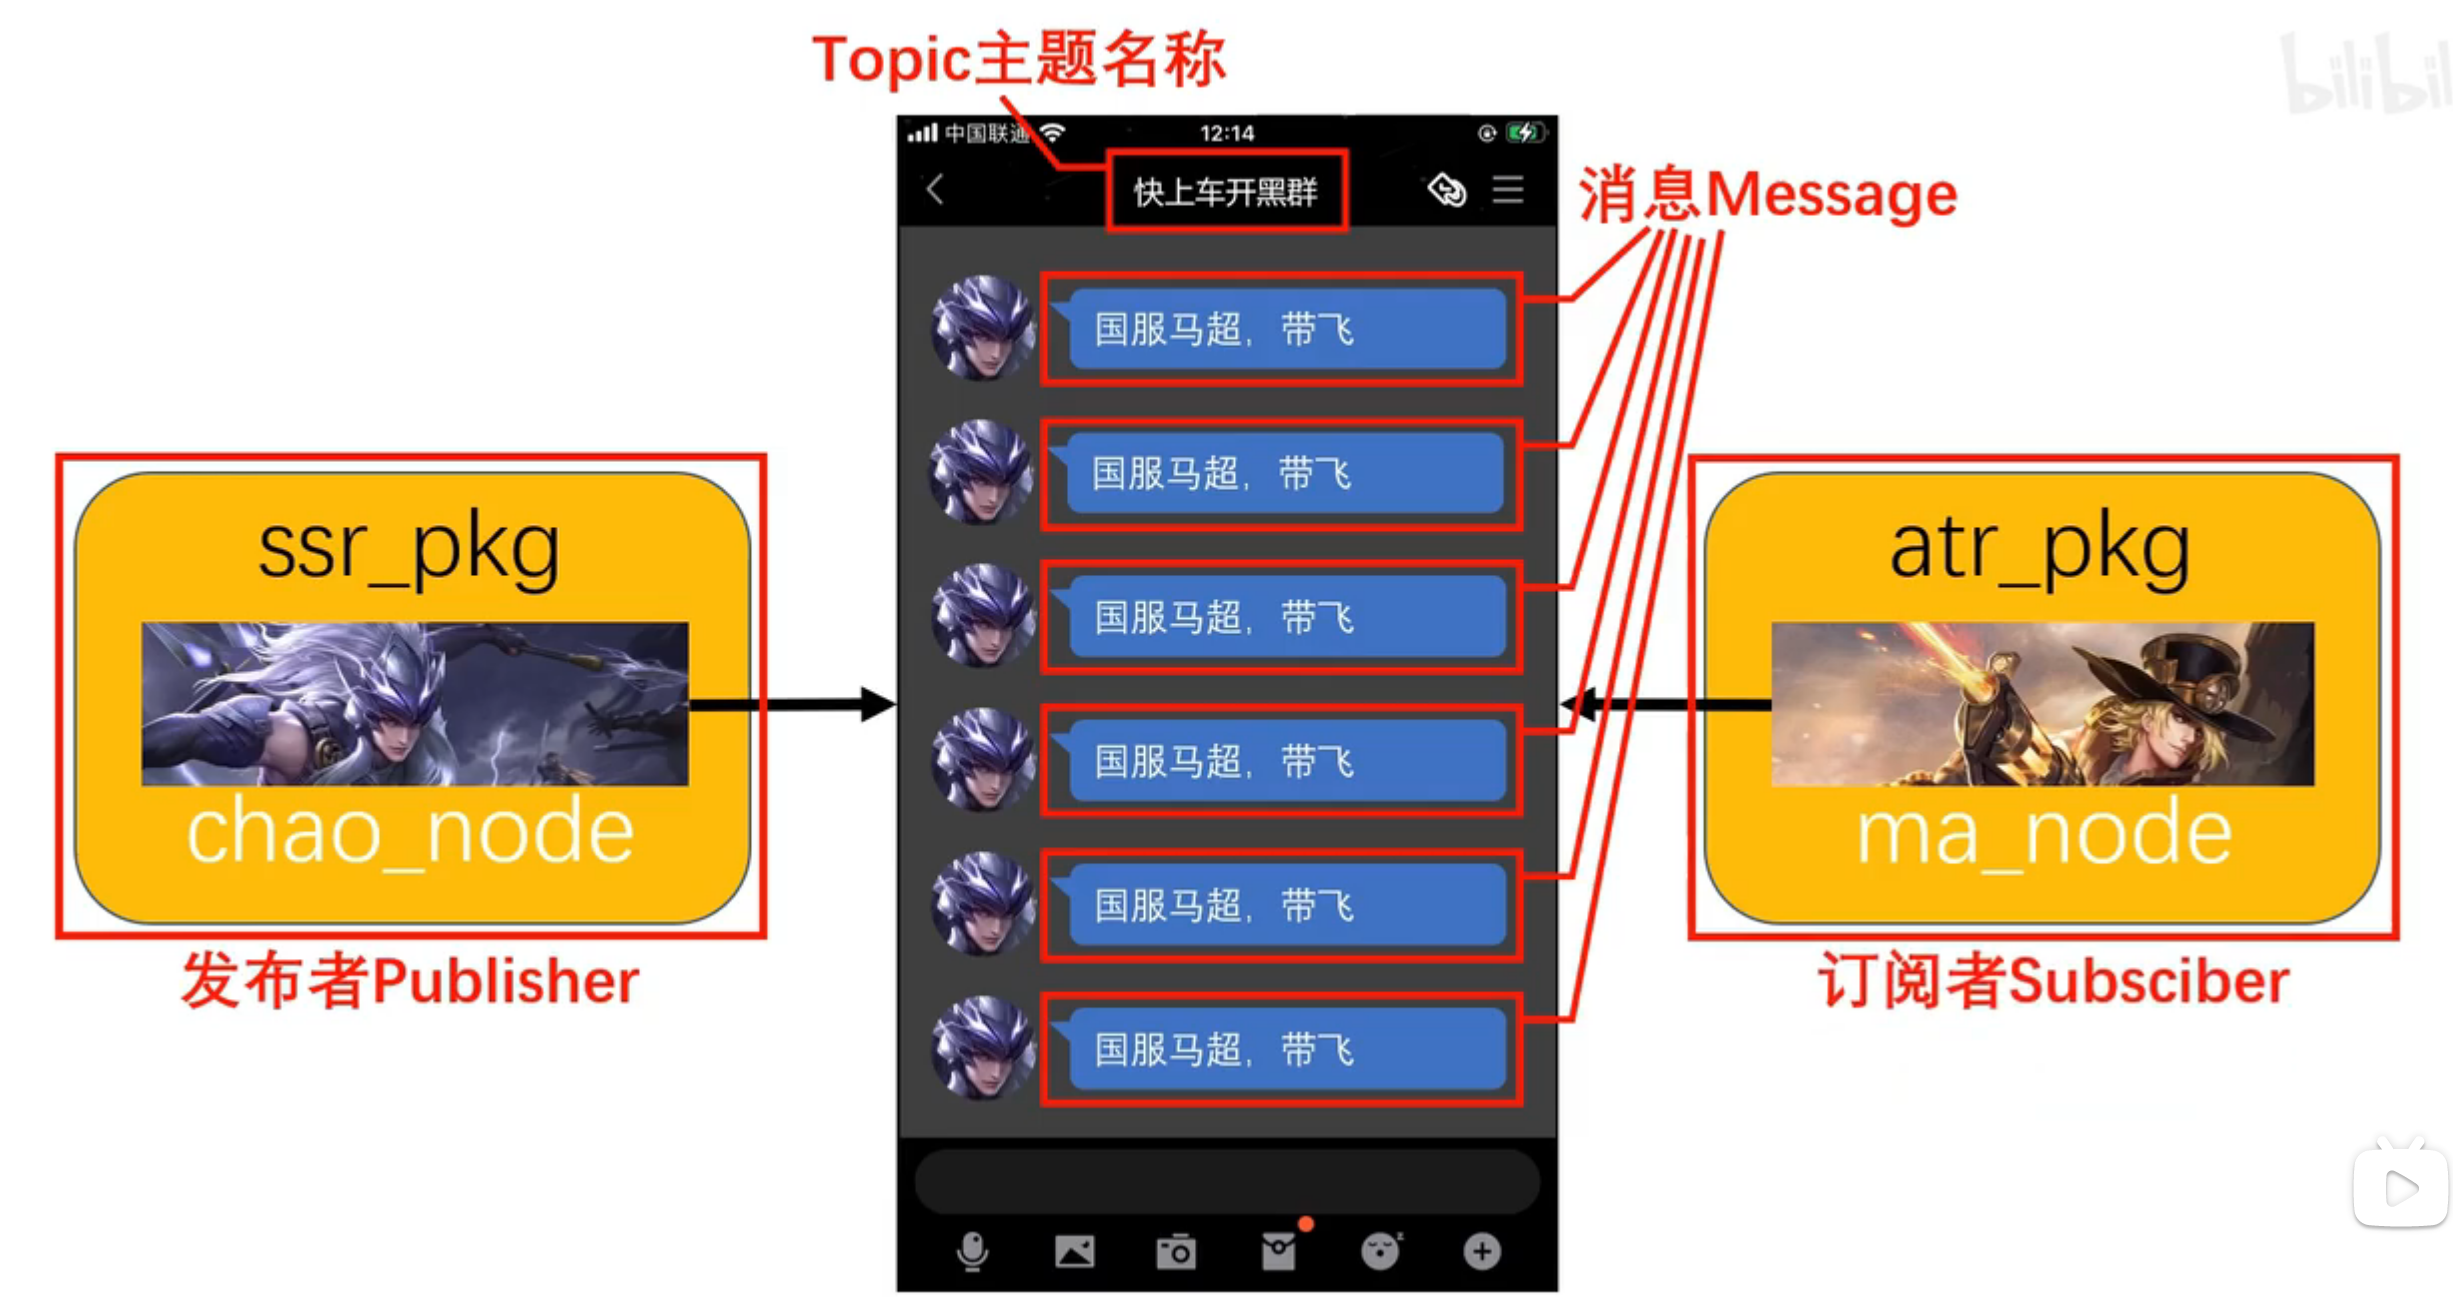 Topic主题名称
bilibili
中国联通
12:14
快上车开黑群
消息Message
国服马超，带飞
国服马超，带飞
国服马超，带飞
国服马超，带飞
国服马超，带飞
国服马超，带飞
ssr_pkg
chao_node
发布者Publisher
atr_pkg
ma_node
订阅者Subsciber